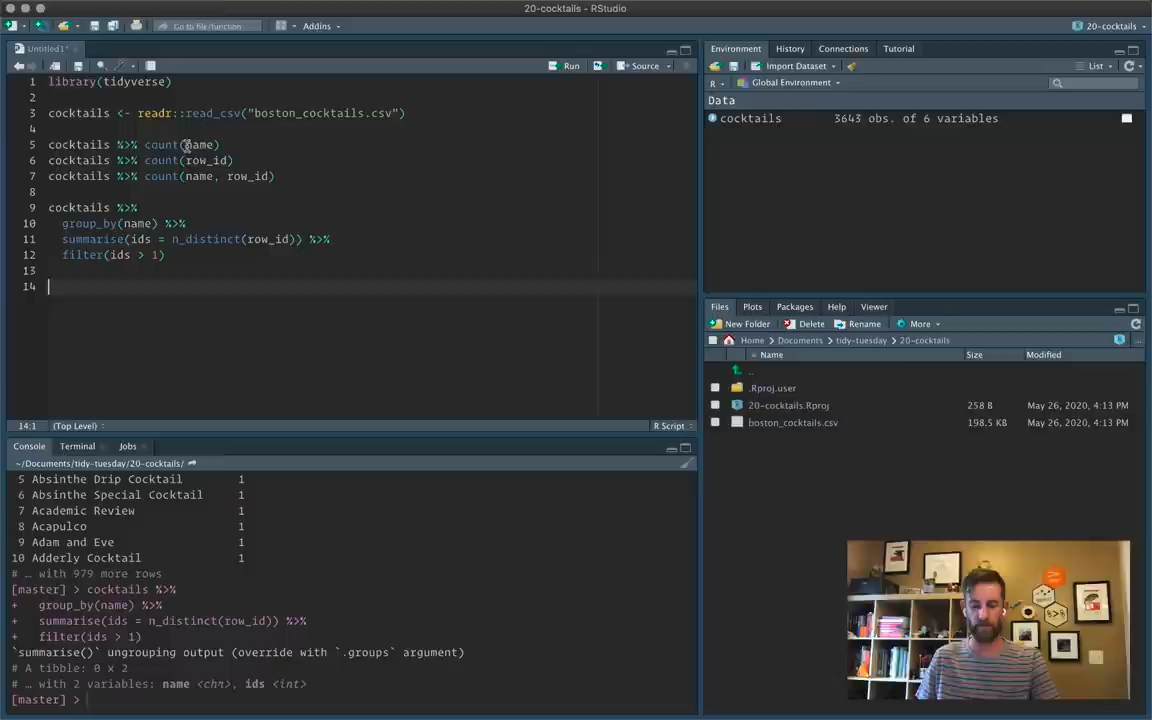 20-cocktails - RStudio
Go to file/function
Addins
20-cocktails
Untitled1*
Run
Source
1 library(tidyverse)
2
3 cocktails <- readr::read_csv("boston_cocktails.csv")
4
5 cocktails %>% count(name)
6 cocktails %>% count(row_id)
7 cocktails %>% count(name, row_id)
8
9 cocktails %>%
10 group_by(name) %>%
11 summarise(ids = n_distinct(row_id)) %>%
12 filter(ids > 1)
13
14
14:1 (Top Level)
R Script
Console Terminal Jobs
~/Documents/tidy-tuesday/20-cocktails/
5 Absinthe Drip Cocktail 1
6 Absinthe Special Cocktail 1
7 Academic Review 1
8 Acapulco 1
9 Adam and Eve 1
10 Adderly Cocktail 1
# … with 979 more rows
[master] > cocktails %>%
+ group_by(name) %>%
+ summarise(ids = n_distinct(row_id)) %>%
+ filter(ids > 1)
`summarise()` ungrouping output (override with `.groups` argument)
# A tibble: 0 x 2
# … with 2 variables: name <chr>, ids <int>
[master] >
Environment History Connections Tutorial
Import Dataset
List
R Global Environment
Data
cocktails 3643 obs. of 6 variables
Files Plots Packages Help Viewer
New Folder Delete Rename More
Home Documents tidy-tuesday 20-cocktails
Name Size Modified
..
.Rproj.user
20-cocktails.Rproj 258 B May 26, 2020, 4:13 PM
boston_cocktails.csv 198.5 KB May 26, 2020, 4:13 PM